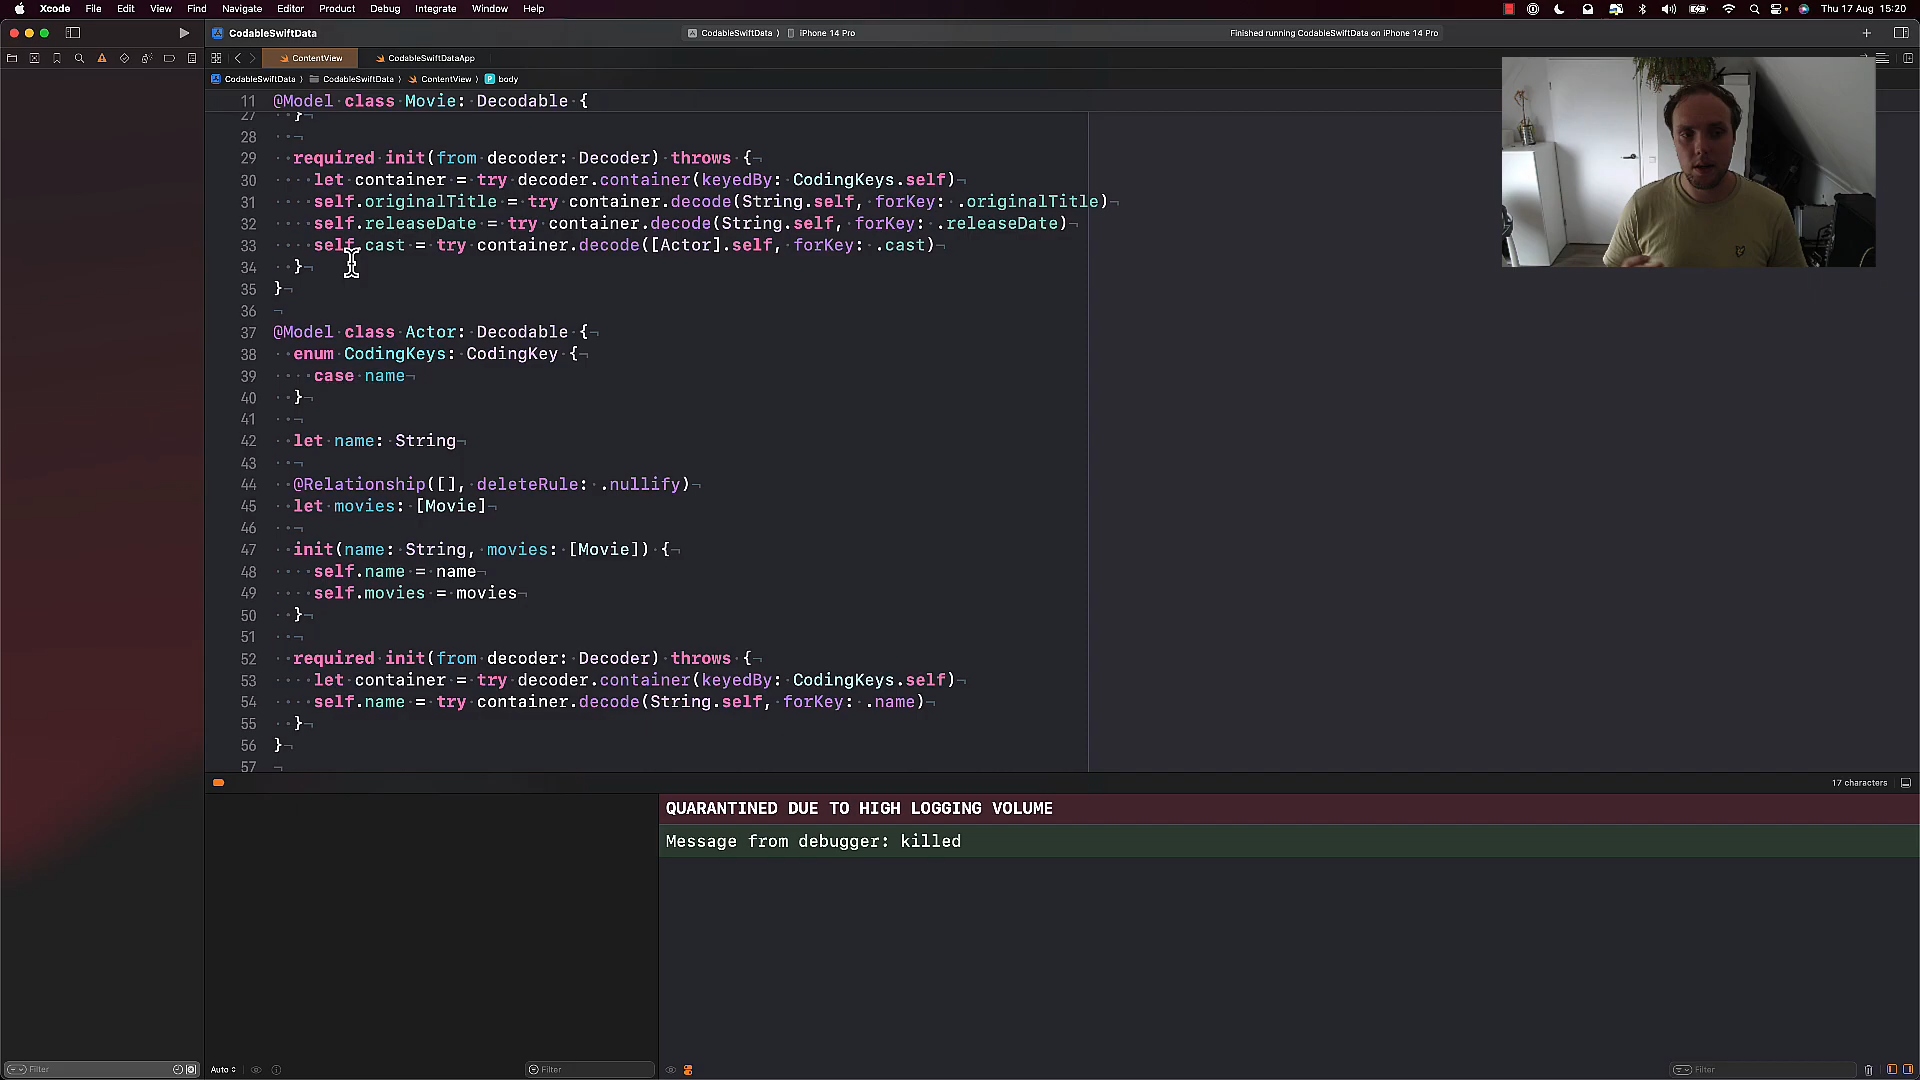 Xcode File Edit View Find Navigate Editor Product Debug Integrate Window Help Thu 17 Aug 15:20
CodableSwiftData CodableSwiftData 〉 iPhone 14 Pro Finished running CodableSwiftData on iPhone 14 Pro
ContentView CodableSwiftDataApp
CodableSwiftData 〉 CodableSwiftData 〉 ContentView 〉 body
11 @Model class Movie: Decodable {
27 }
28
29 required init(from decoder: Decoder) throws {
30 let container = try decoder.container(keyedBy: CodingKeys.self)
31 self.originalTitle = try container.decode(String.self, forKey: .originalTitle)
32 self.releaseDate = try container.decode(String.self, forKey: .releaseDate)
33 self.cast = try container.decode([Actor].self, forKey: .cast)
34 }
35 }
36
37 @Model class Actor: Decodable {
38 enum CodingKeys: CodingKey {
39 case name
40 }
41
42 let name: String
43
44 @Relationship([], deleteRule: .nullify)
45 let movies: [Movie]
46
47 init(name: String, movies: [Movie]) {
48 self.name = name
49 self.movies = movies
50 }
51
52 required init(from decoder: Decoder) throws {
53 let container = try decoder.container(keyedBy: CodingKeys.self)
54 self.name = try container.decode(String.self, forKey: .name)
55 }
56 }
57
17 characters
QUARANTINED DUE TO HIGH LOGGING VOLUME
Message from debugger: killed
Filter Auto Filter Filter